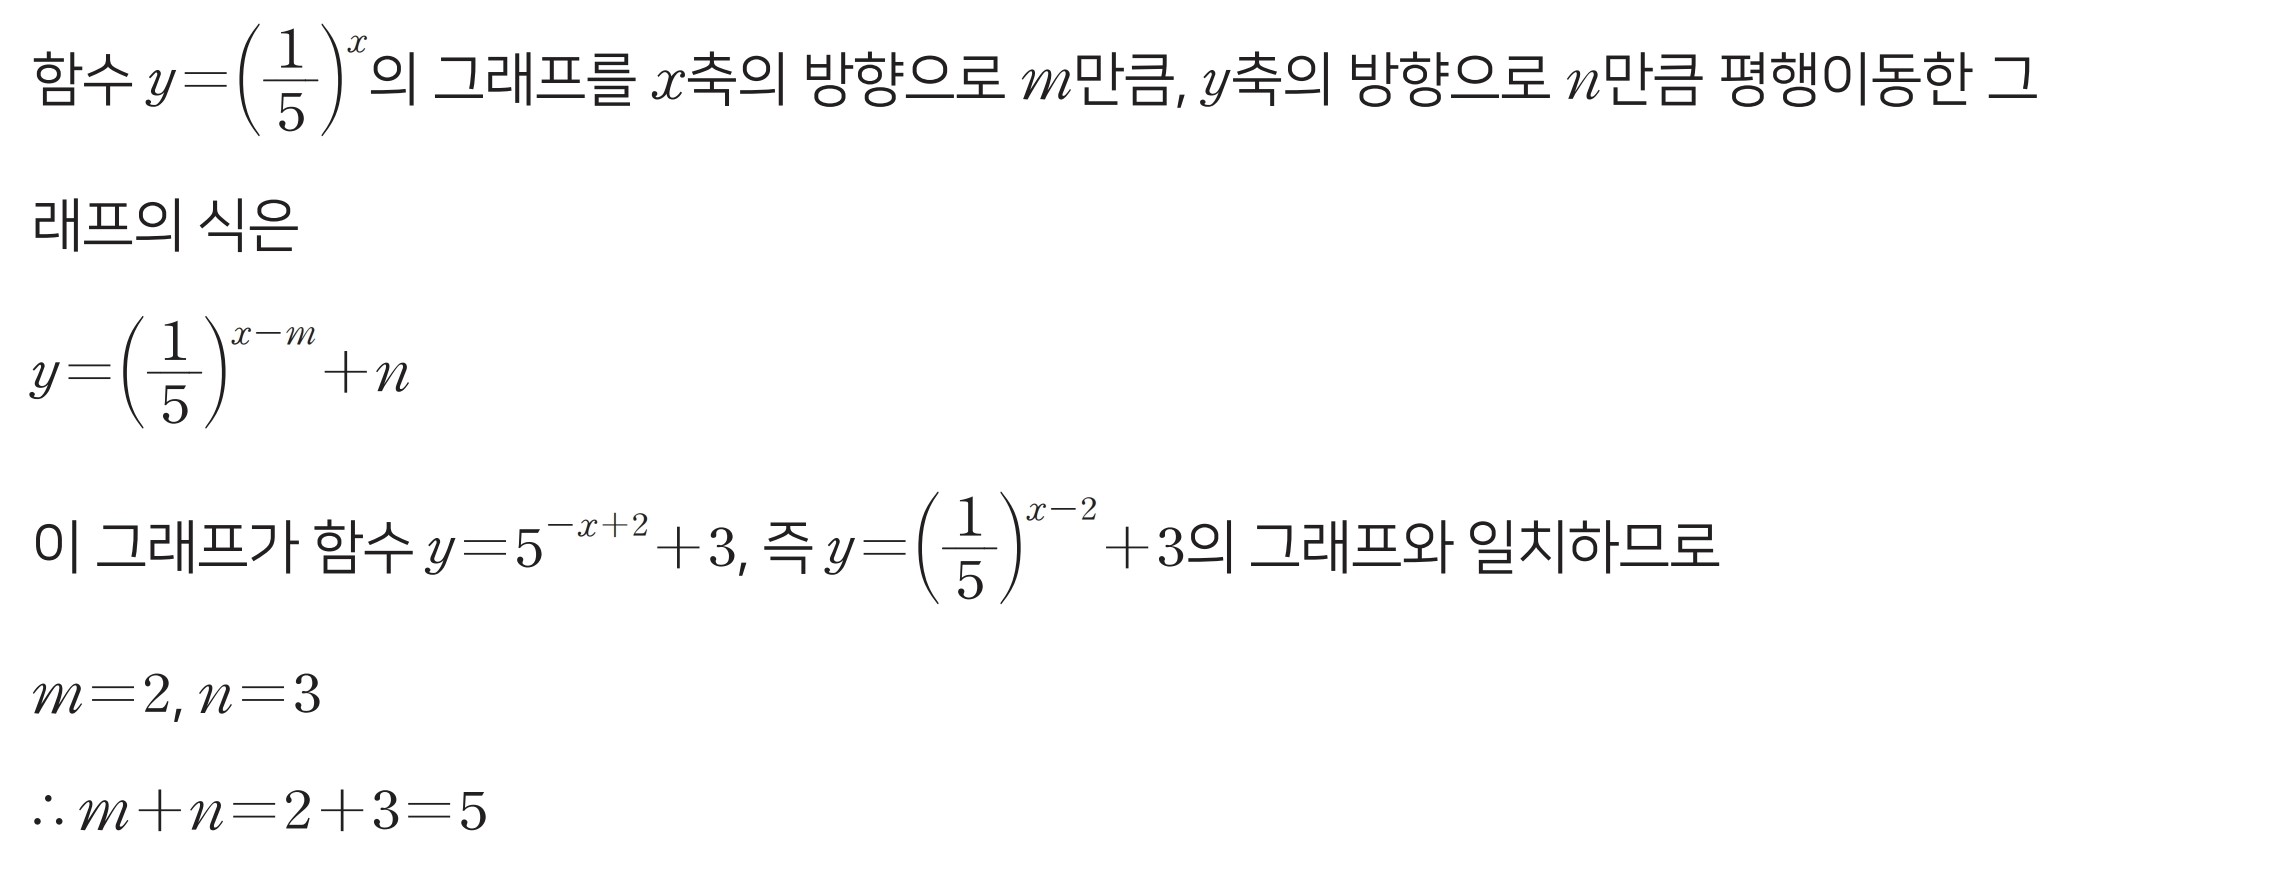 함수 $y=\left(\frac{1}{5}\right)^{x}$의 그래프를 $x$축의 방향으로 $m$만큼, $y$축의 방향으로 $n$만큼 평행이동한 그
래프의 식은
$y=\left(\frac{1}{5}\right)^{x-m}+n$
이 그래프가 함수 $y=5^{-x+2}+3$, 즉 $y=\left(\frac{1}{5}\right)^{x-2}+3$의 그래프와 일치하므로
$m=2$, $n=3$
$\therefore m+n=2+3=5$